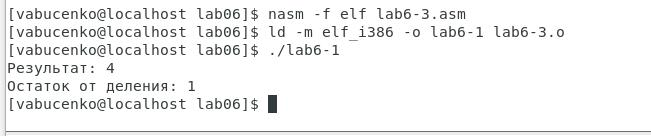 [vabucenko@localhost lab06]$ nasm -f elf lab6-3.asm
[vabucenko@localhost lab06]$ ld -m elf_i386 -o lab6-1 lab6-3.o
[vabucenko@localhost lab06]$ ./lab6-1
Результат: 4
Остаток от деления: 1
[vabucenko@localhost lab06]$